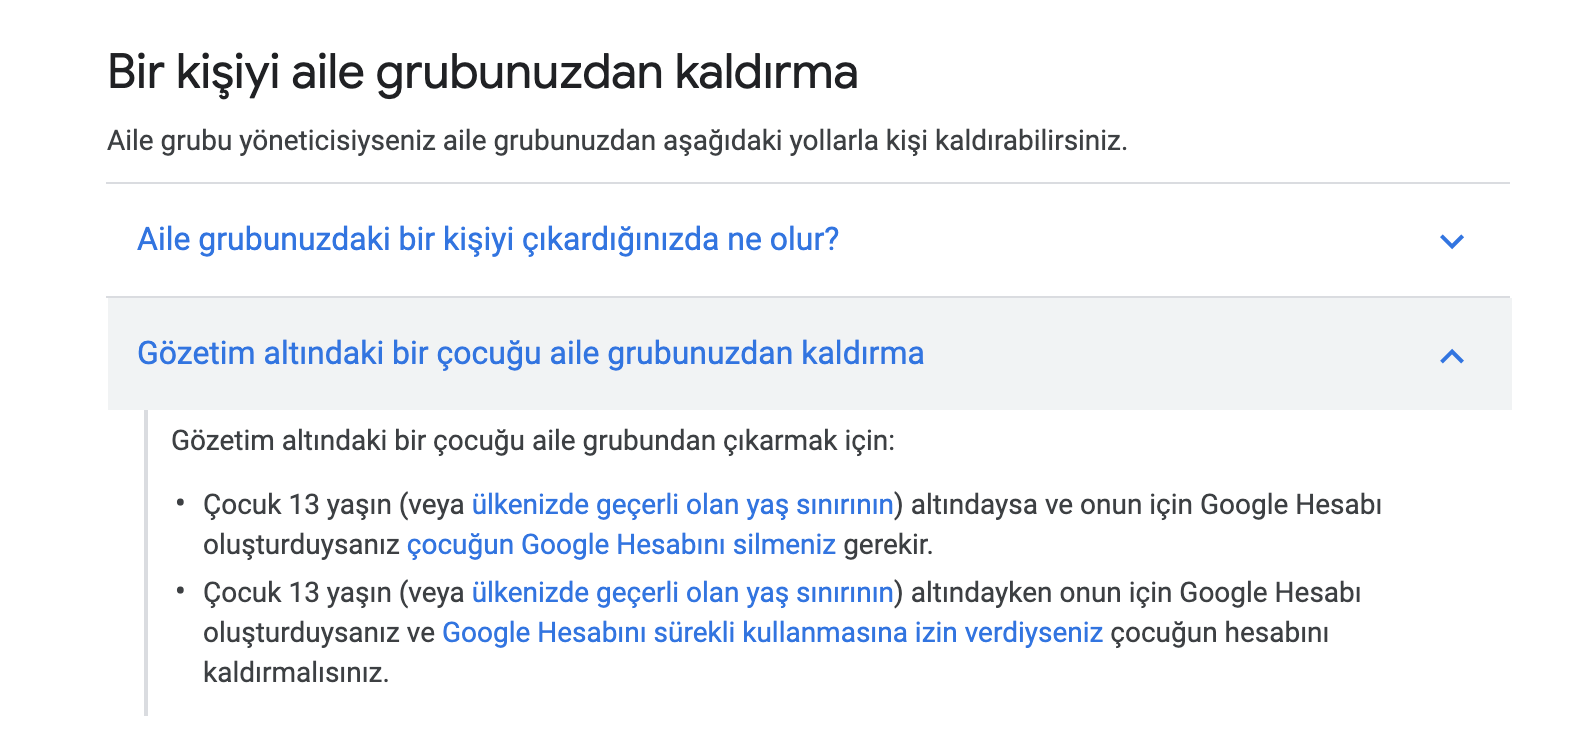 Bir kişiyi aile grubunuzdan kaldırma
Aile grubu yöneticisiyseniz aile grubunuzdan aşağıdaki yollarla kişi kaldırabilirsiniz.
Aile grubunuzdaki bir kişiyi çıkardığınızda ne olur?
Gözetim altındaki bir çocuğu aile grubunuzdan kaldırma
Gözetim altındaki bir çocuğu aile grubundan çıkarmak için:
• Çocuk 13 yaşın (veya ülkenizde geçerli olan yaş sınırının) altındaysa ve onun için Google Hesabı
oluşturduysanız çocuğun Google Hesabını silmeniz gerekir.
• Çocuk 13 yaşın (veya ülkenizde geçerli olan yaş sınırının) altındayken onun için Google Hesabı
oluşturduysanız ve Google Hesabını sürekli kullanmasına izin verdiyseniz çocuğun hesabını
kaldırmalısınız.